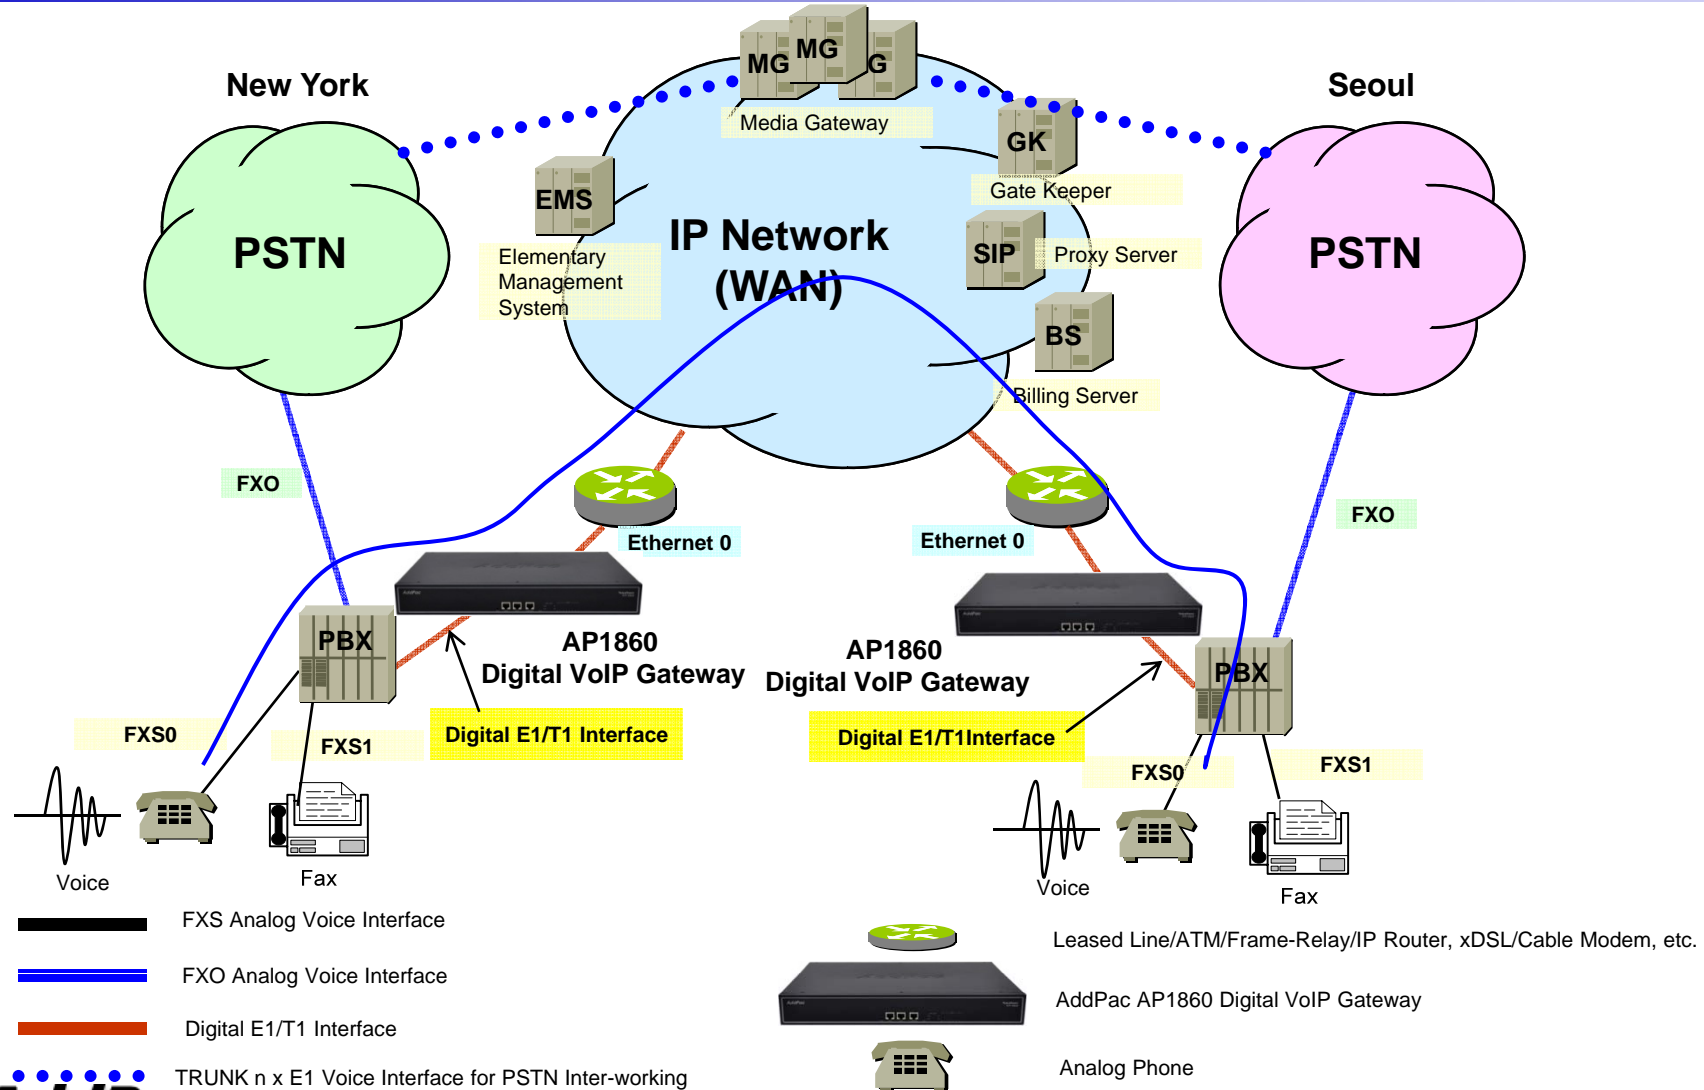 New York
MG
MG
G
Seoul
Media Gateway
GK
Gate Keeper
EMS
IP Network
(WAN)
PSTN
PSTN
SIP
Proxy Server
Elementary
Management
System
BS
Billing Server
FXO
FXO
Ethernet 0
Ethernet 0
PBX
AP1860
Digital VoIP Gateway
AP1860
Digital VoIP Gateway
PBX
FXS0
FXS1
Digital E1/T1 Interface
Digital E1/T1Interface
FXS0
FXS1
Voice
Fax
Voice
Fax
FXS Analog Voice Interface
FXO Analog Voice Interface
Digital E1/T1 Interface
TRUNK n x E1 Voice Interface for PSTN Inter-working
Leased Line/ATM/Frame-Relay/IP Router, xDSL/Cable Modem, etc.
AddPac AP1860 Digital VoIP Gateway
Analog Phone